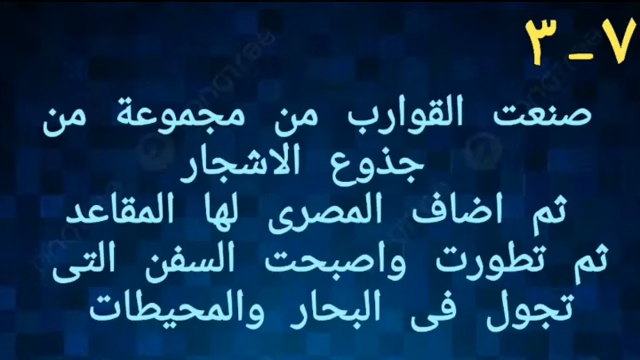 ٧ - ٣
صنعت القوارب من مجموعة من
جذوع الاشجار
ثم اضاف المصرى لها المقاعد
ثم تطورت واصبحت السفن التى
تجول فى البحار والمحيطات